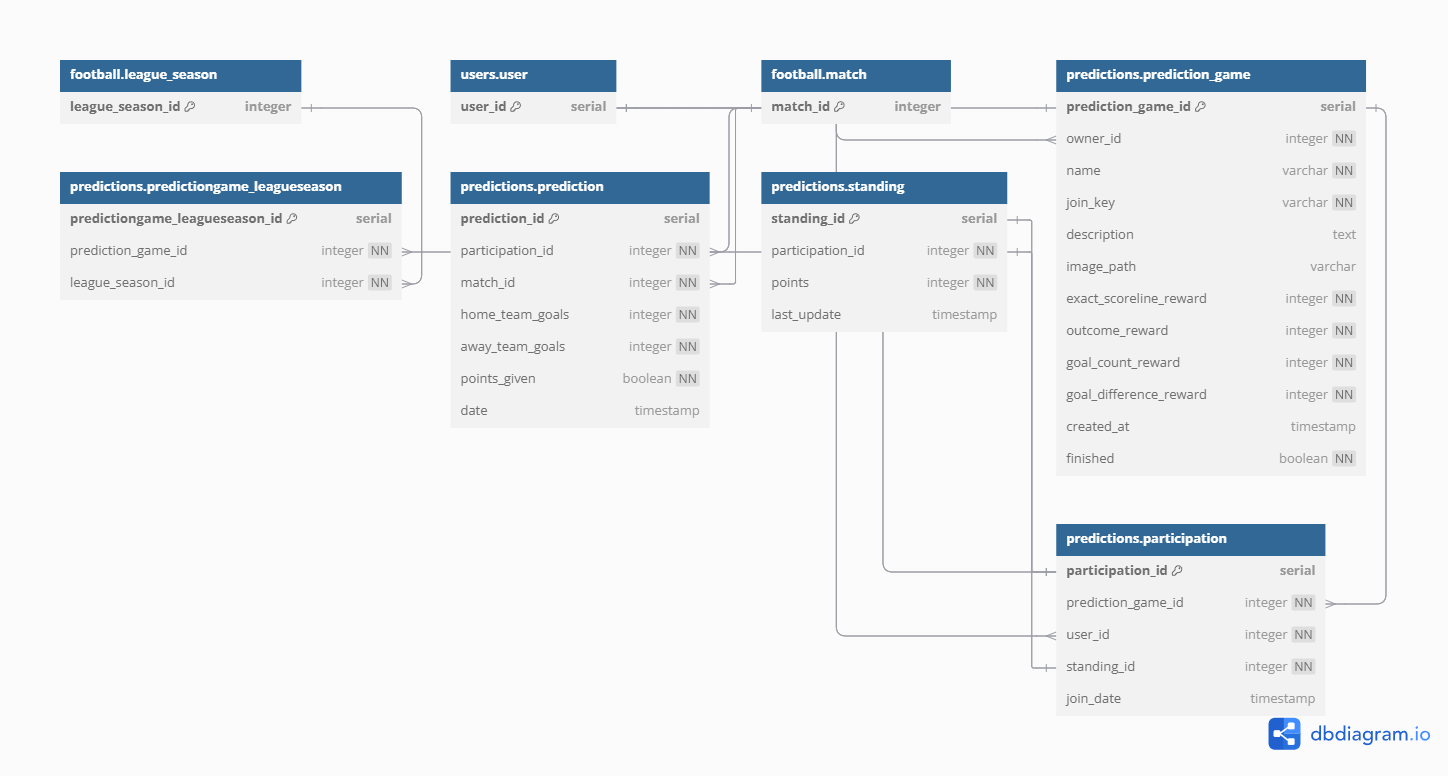 football.league_season
league_season_id integer
users.user
user_id serial
football.match
match_id integer
predictions.prediction_game
prediction_game_id serial
owner_id integer NN
name varchar NN
join_key varchar NN
description text
image_path varchar
exact_scoreline_reward integer NN
outcome_reward integer NN
goal_count_reward integer NN
goal_difference_reward integer NN
created_at timestamp
finished boolean NN
predictions.predictiongame_leagueseason
predictiongame_leagueseason_id serial
prediction_game_id integer NN
league_season_id integer NN
predictions.prediction
prediction_id serial
participation_id integer NN
match_id integer NN
home_team_goals integer NN
away_team_goals integer NN
points_given boolean NN
date timestamp
predictions.standing
standing_id serial
participation_id integer NN
points integer NN
last_update timestamp
predictions.participation
participation_id serial
prediction_game_id integer NN
user_id integer NN
standing_id integer NN
join_date timestamp
dbdiagram.io